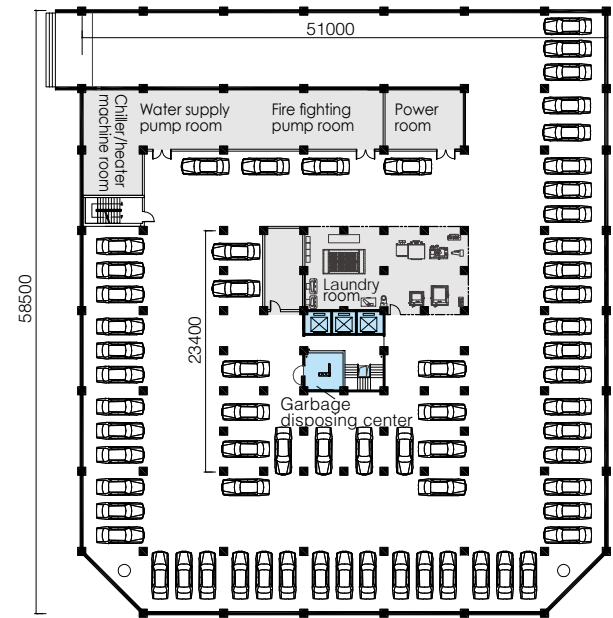 51000
Water supply
pump room
Fire fighting
pump room
Power
room
Chiller/heater
machine room
58500
23400
Laundry
room
Garbage
disposing center